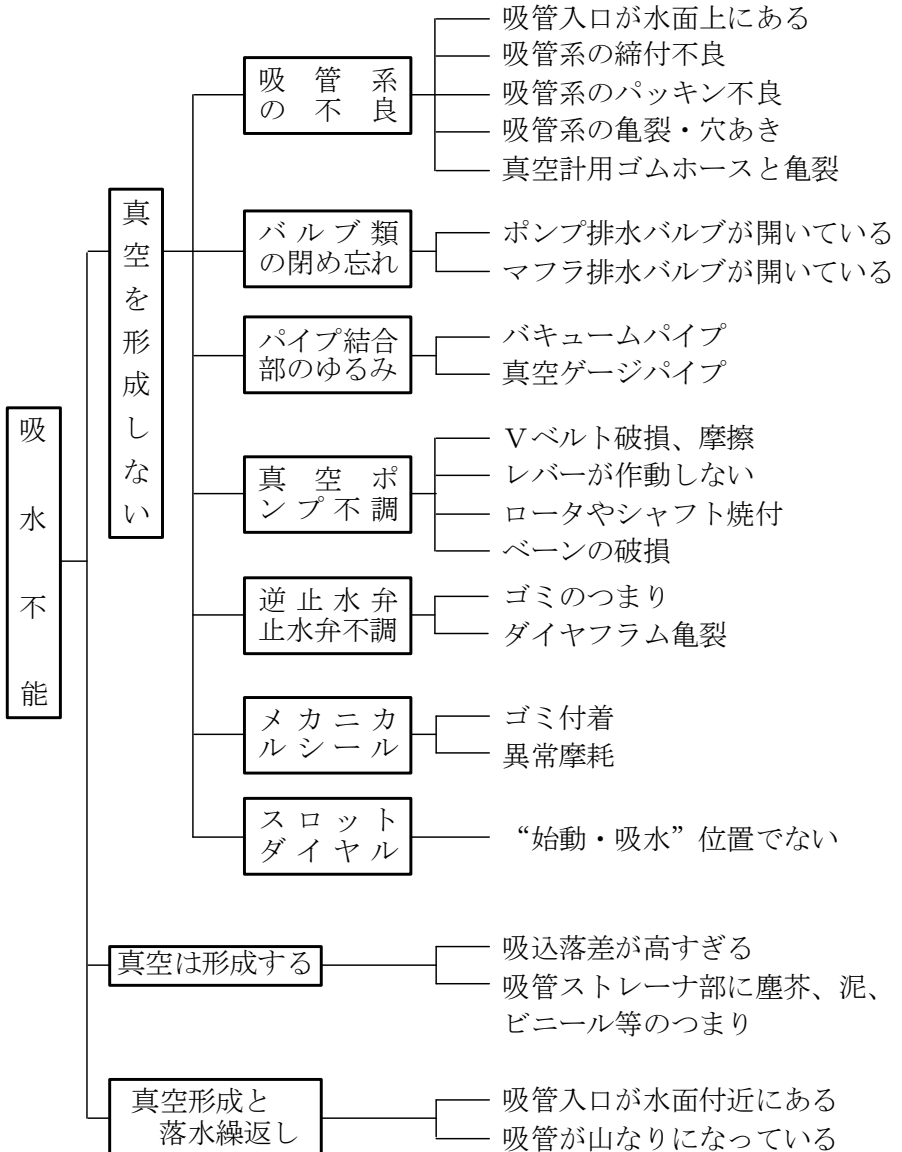 吸水不能
真空を形成しない
吸管系
の不良
吸管入口が水面上にある
吸管系の締付不良
吸管系のパッキン不良
吸管系の亀裂・穴あき
真空計用ゴムホースと亀裂
バルブ類
の閉め忘れ
ポンプ排水バルブが開いている
マフラ排水バルブが開いている
パイプ結合
部のゆるみ
バキュームパイプ
真空ゲージパイプ
真空ポ
ンプ不調
Ｖベルト破損、摩擦
レバーが作動しない
ロータやシャフト焼付
ベーンの破損
逆止水弁
止水弁不調
ゴミのつまり
ダイヤフラム亀裂
メカニカ
ルシール
ゴミ付着
異常摩耗
スロット
ダイヤル
“始動・吸水”位置でない
真空は形成する
吸込落差が高すぎる
吸管ストレーナ部に塵芥、泥、
ビニール等のつまり
真空形成と
落水繰返し
吸管入口が水面付近にある
吸管が山なりになっている